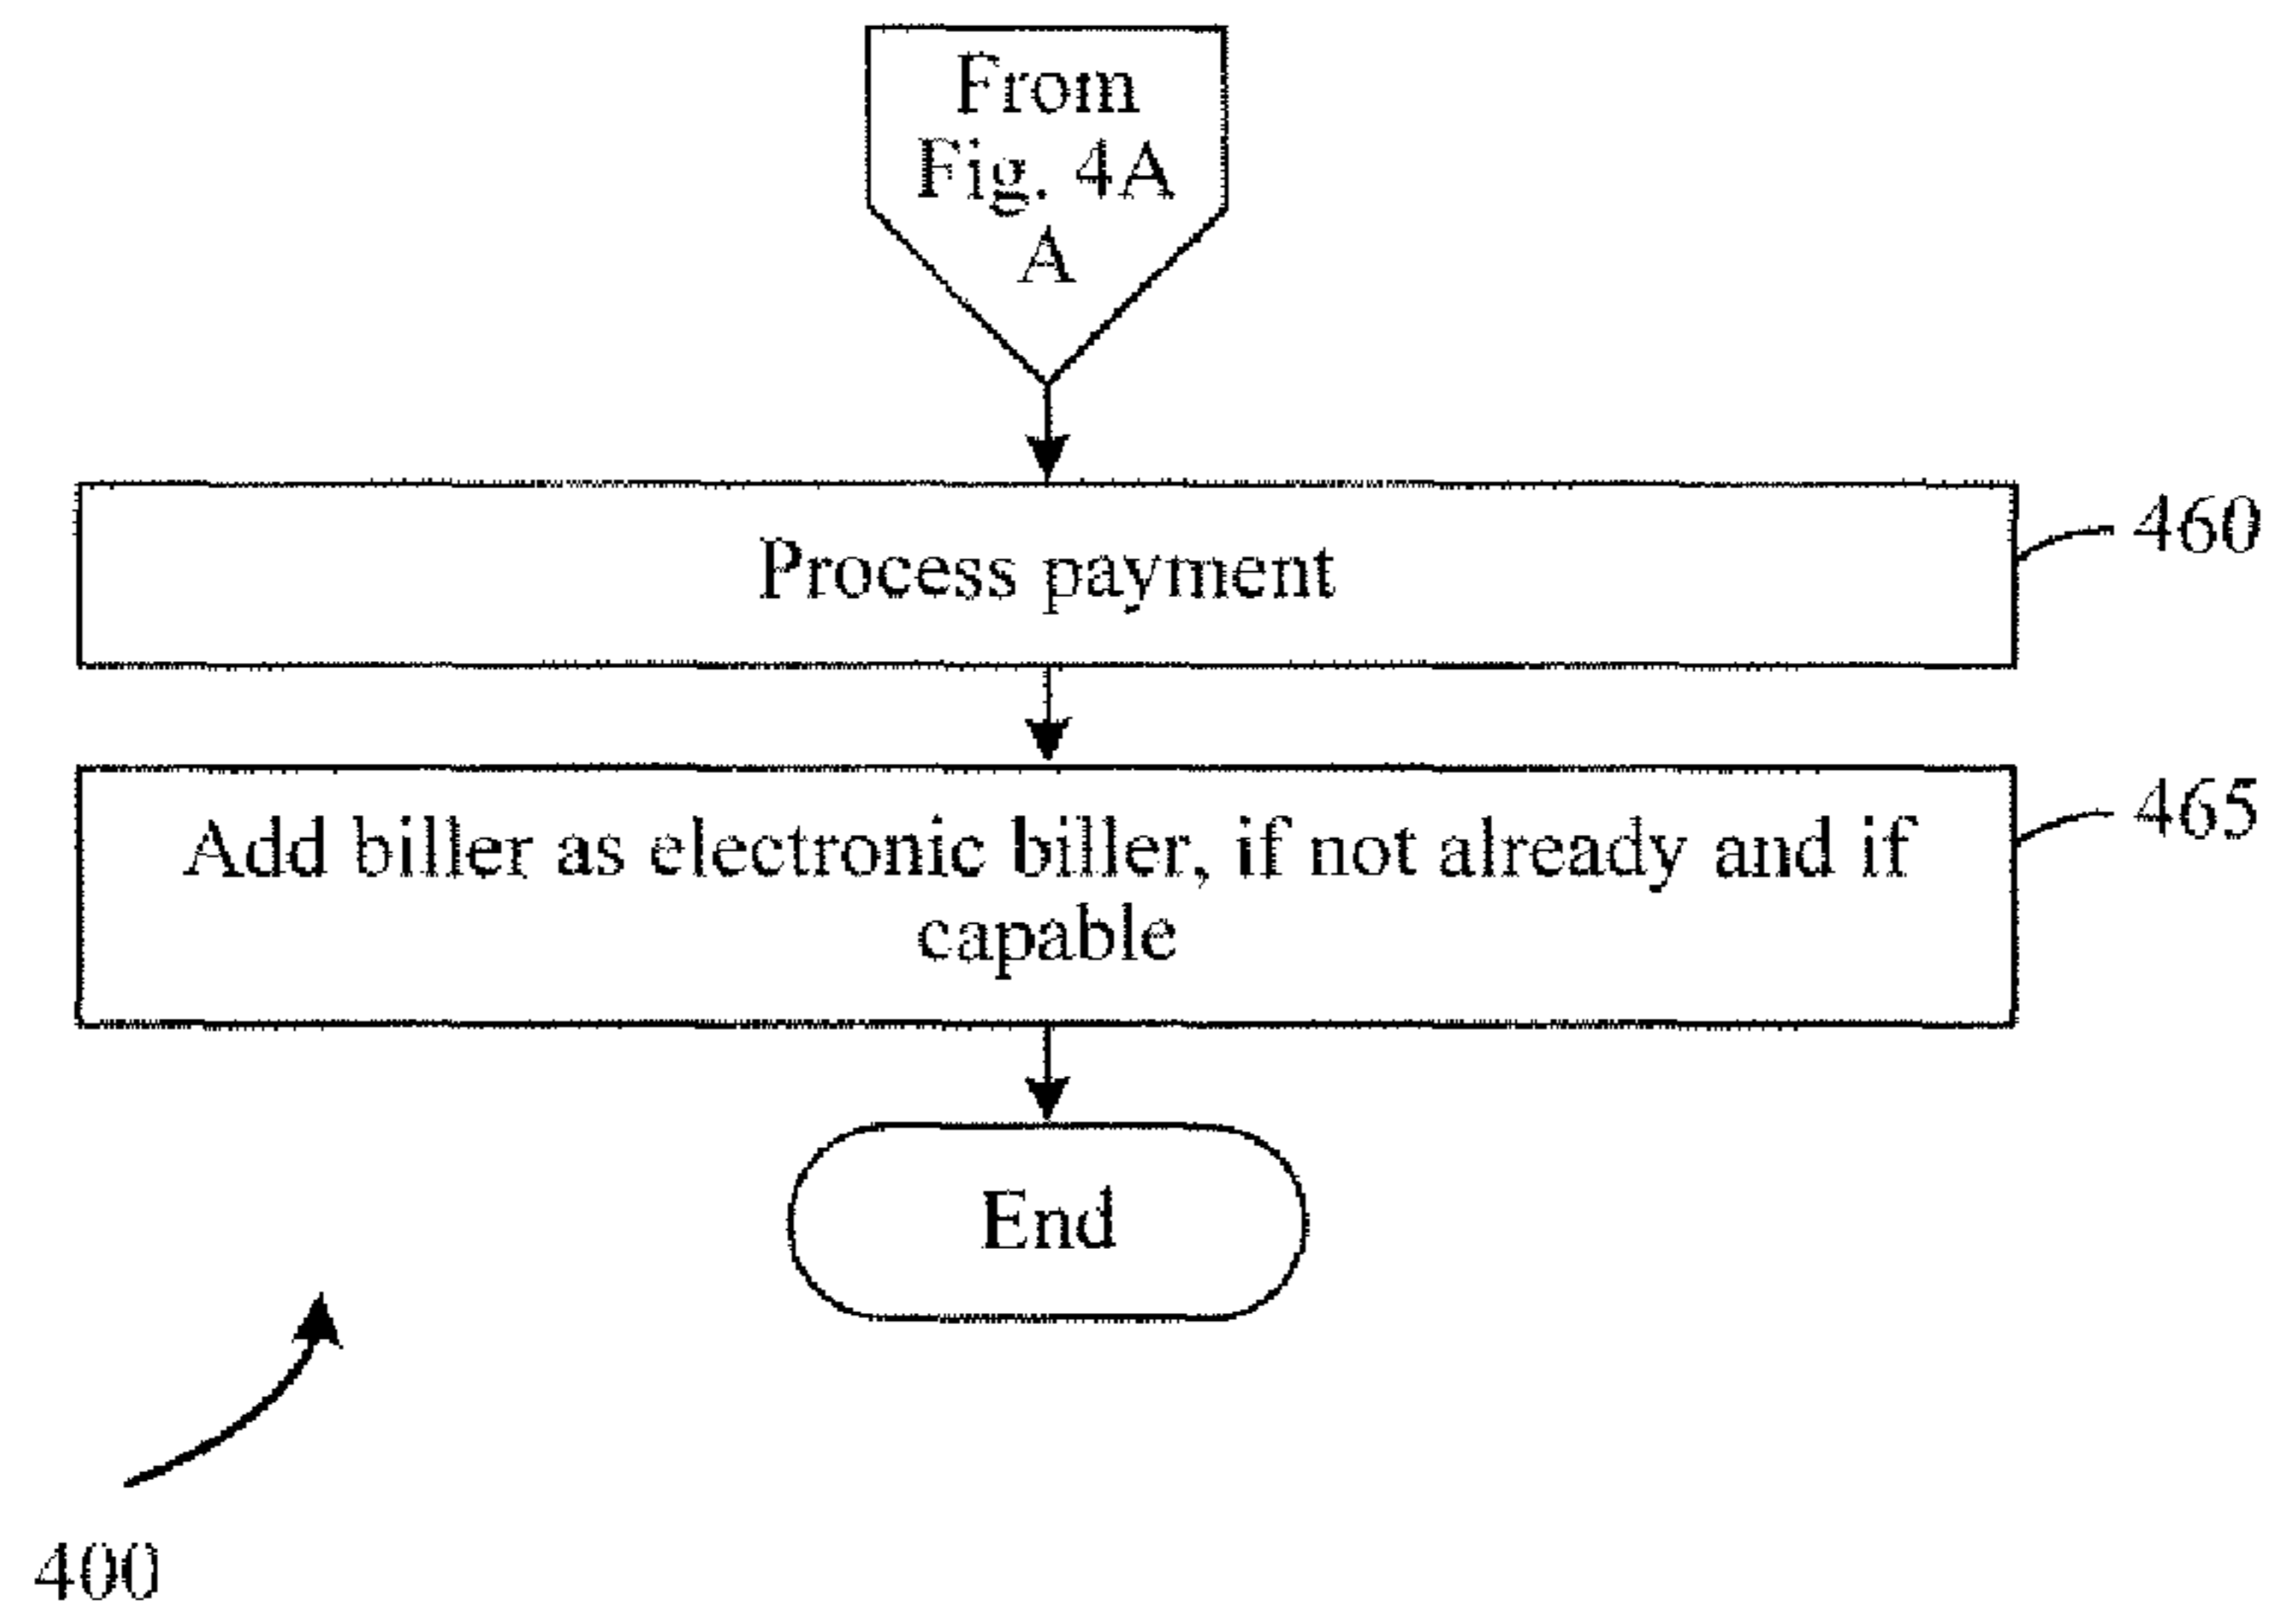 From
Fig. 4A
A
Process payment
460
Add biller as electronic biller, if not already and if
capable
465
End
400